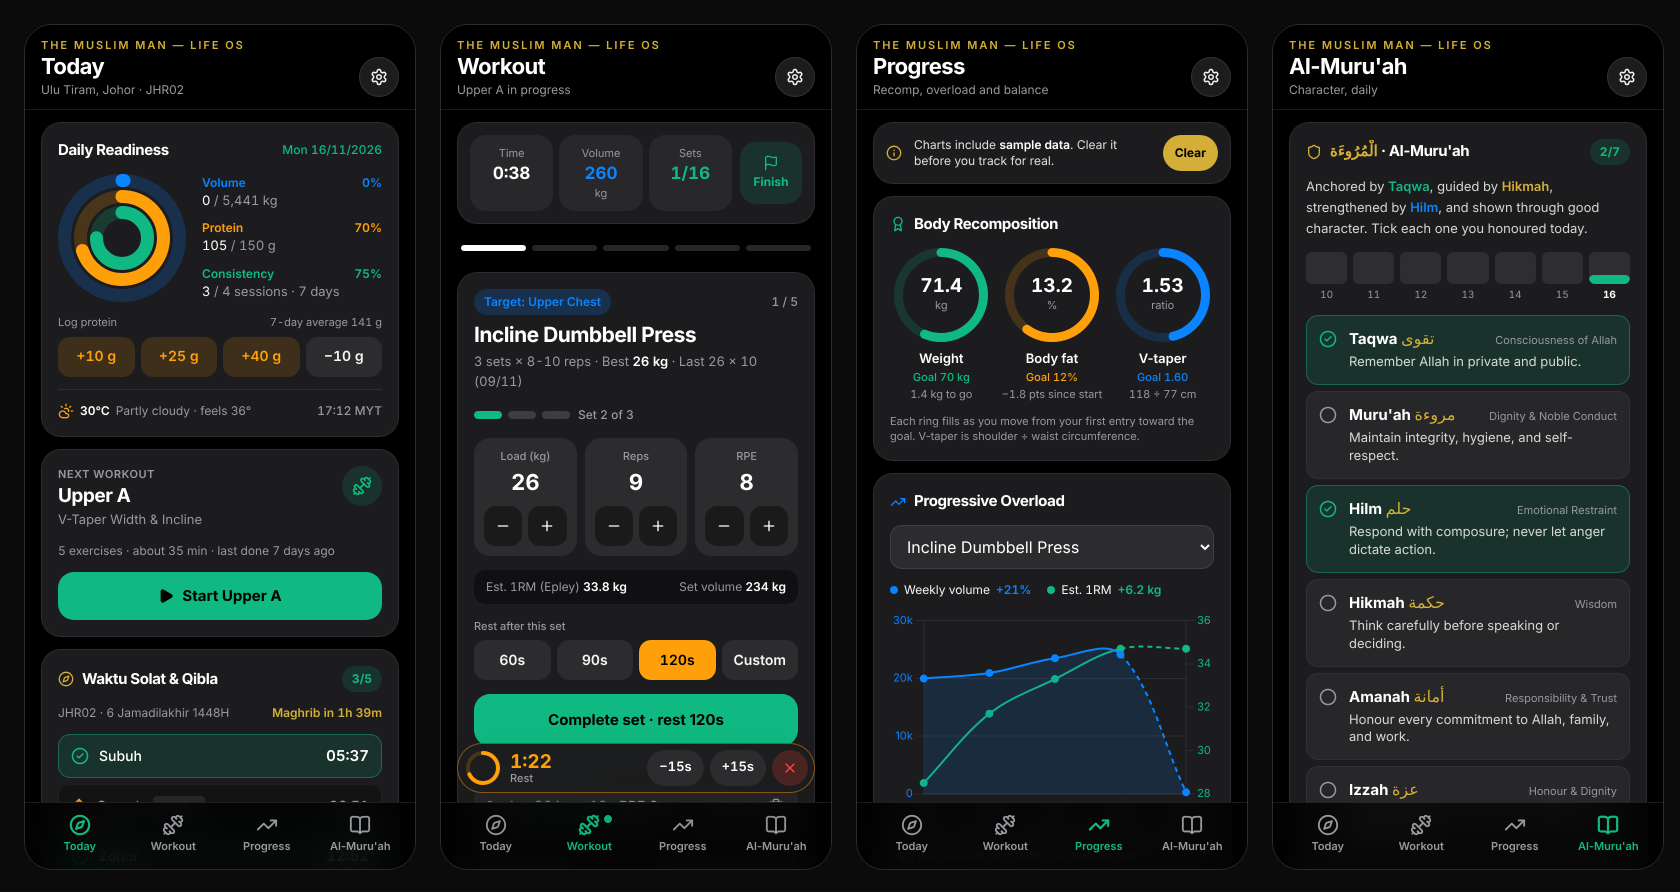 THE MUSLIM MAN — LIFE OS
Today
Ulu Tiram, Johor · JHR02
Daily Readiness
Mon 16/11/2026
Volume 0%
0 / 5,441 kg
Protein 70%
105 / 150 g
Consistency 75%
3 / 4 sessions · 7 days
Log protein
7-day average 141 g
+10 g
+25 g
+40 g
−10 g
30°C Partly cloudy · feels 36°
17:12 MYT
NEXT WORKOUT
Upper A
V-Taper Width & Incline
5 exercises · about 35 min · last done 7 days ago
Start Upper A
Waktu Solat & Qibla
3/5
JHR02 · 6 Jamadilakhir 1448H
Maghrib in 1h 39m
Subuh 05:37
Zohor
Today
Workout
Progress
Al-Muru'ah
THE MUSLIM MAN — LIFE OS
Workout
Upper A in progress
Time
0:38
Volume
260
kg
Sets
1/16
Finish
Target: Upper Chest
1 / 5
Incline Dumbbell Press
3 sets × 8-10 reps · Best 26 kg · Last 26 × 10
(09/11)
Set 2 of 3
Load (kg)
26
− +
Reps
9
− +
RPE
8
− +
Est. 1RM (Epley) 33.8 kg
Set volume 234 kg
Rest after this set
60s
90s
120s
Custom
Complete set · rest 120s
1:22
Rest
−15s
+15s
Today
Workout
Progress
Al-Muru'ah
THE MUSLIM MAN — LIFE OS
Progress
Recomp, overload and balance
Charts include sample data. Clear it
before you track for real.
Clear
Body Recomposition
71.4
kg
Weight
Goal 70 kg
1.4 kg to go
13.2
%
Body fat
Goal 12%
−1.8 pts since start
1.53
ratio
V-taper
Goal 1.60
118 ÷ 77 cm
Each ring fills as you move from your first entry toward the
goal. V-taper is shoulder ÷ waist circumference.
Progressive Overload
Incline Dumbbell Press
Weekly volume +21%
Est. 1RM +6.2 kg
30k
20k
10k
0
36
34
32
30
28
Today
Workout
Progress
Al-Muru'ah
THE MUSLIM MAN — LIFE OS
Al-Muru'ah
Character, daily
الْمُرُوءَة · Al-Muru'ah
2/7
Anchored by Taqwa, guided by Hikmah,
strengthened by Hilm, and shown through good
character. Tick each one you honoured today.
10 11 12 13 14 15 16
Taqwa تقوى
Consciousness of Allah
Remember Allah in private and public.
Muru'ah مروءة
Dignity & Noble Conduct
Maintain integrity, hygiene, and self-
respect.
Hilm حلم
Emotional Restraint
Respond with composure; never let anger
dictate action.
Hikmah حكمة
Wisdom
Think carefully before speaking or
deciding.
Amanah أمانة
Responsibility & Trust
Honour every commitment to Allah, family,
and work.
Izzah عزة
Honour & Dignity
Today
Workout
Progress
Al-Muru'ah